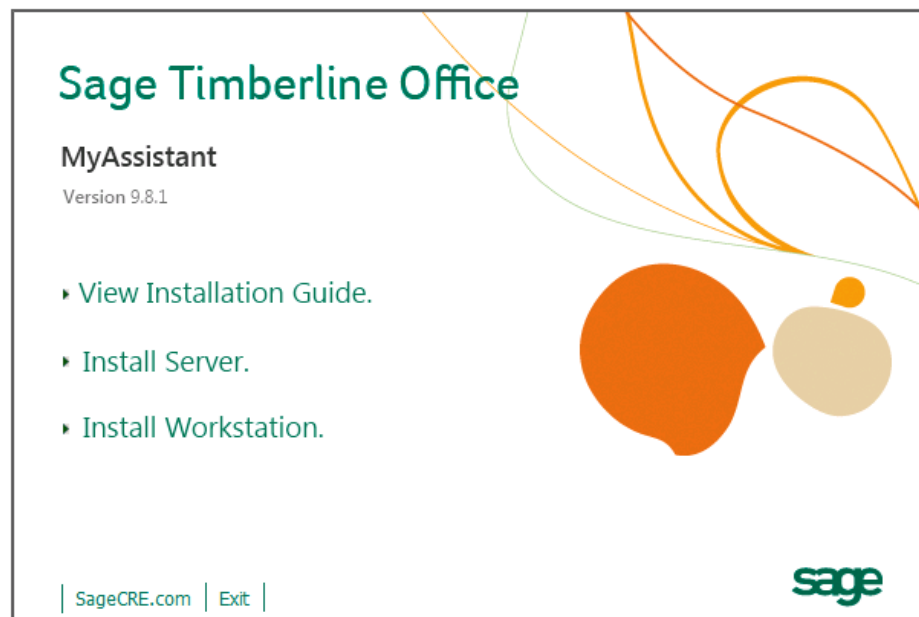 Sage Timberline Office
MyAssistant
Version 9.8.1
View Installation Guide.
Install Server.
Install Workstation.
SageCRE.com | Exit |
sage